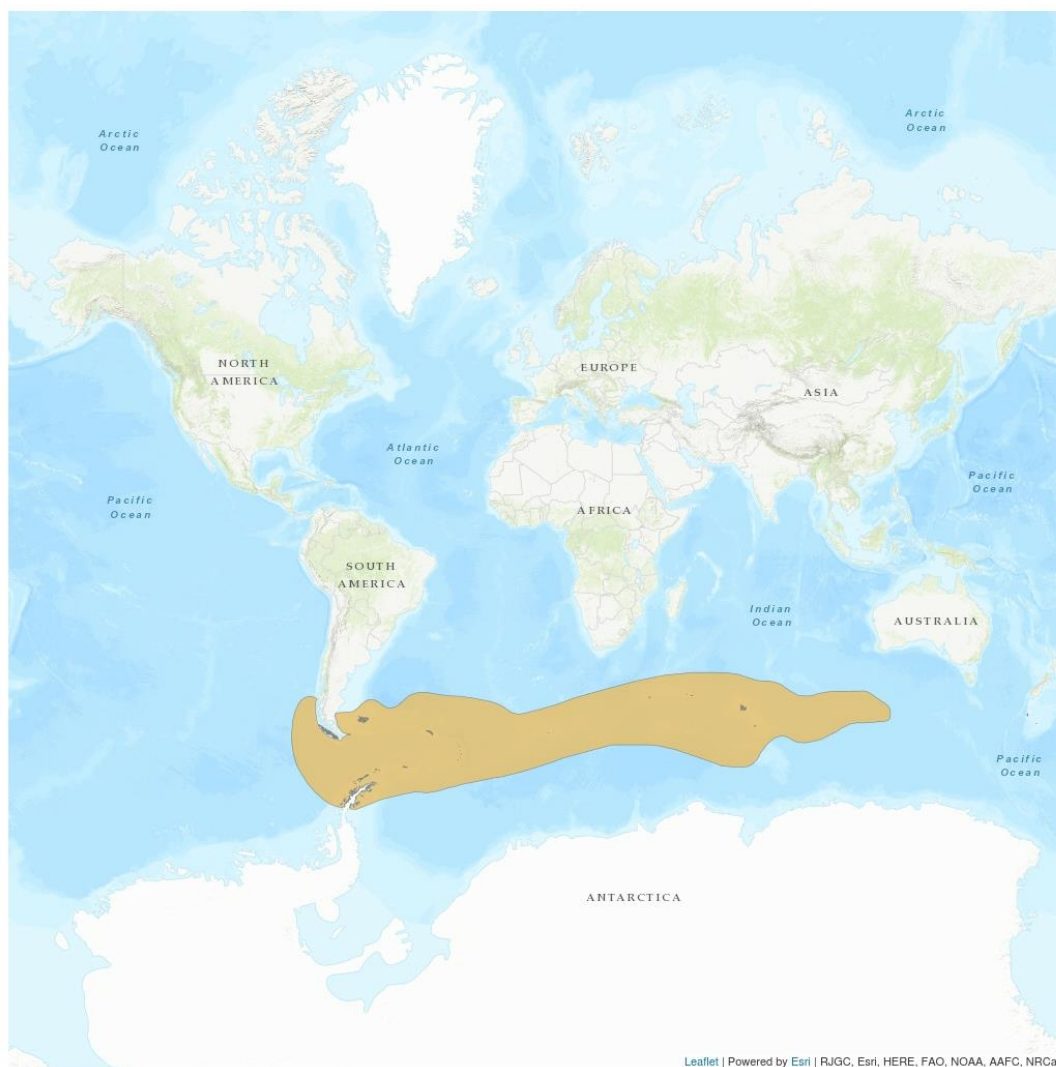 Arctic
Ocean
Arctic
Ocean
NORTH
AMERICA
EUROPE
ASIA
Atlantic
Ocean
Pacific
Ocean
Pacific
Ocean
AFRICA
SOUTH
AMERICA
Indian
Ocean
AUSTRALIA
Pacific
Ocean
ANTARCTICA
Leaflet | Powered by Esri | RJGC, Esri, HERE, FAO, NOAA, AAFC, NRCa